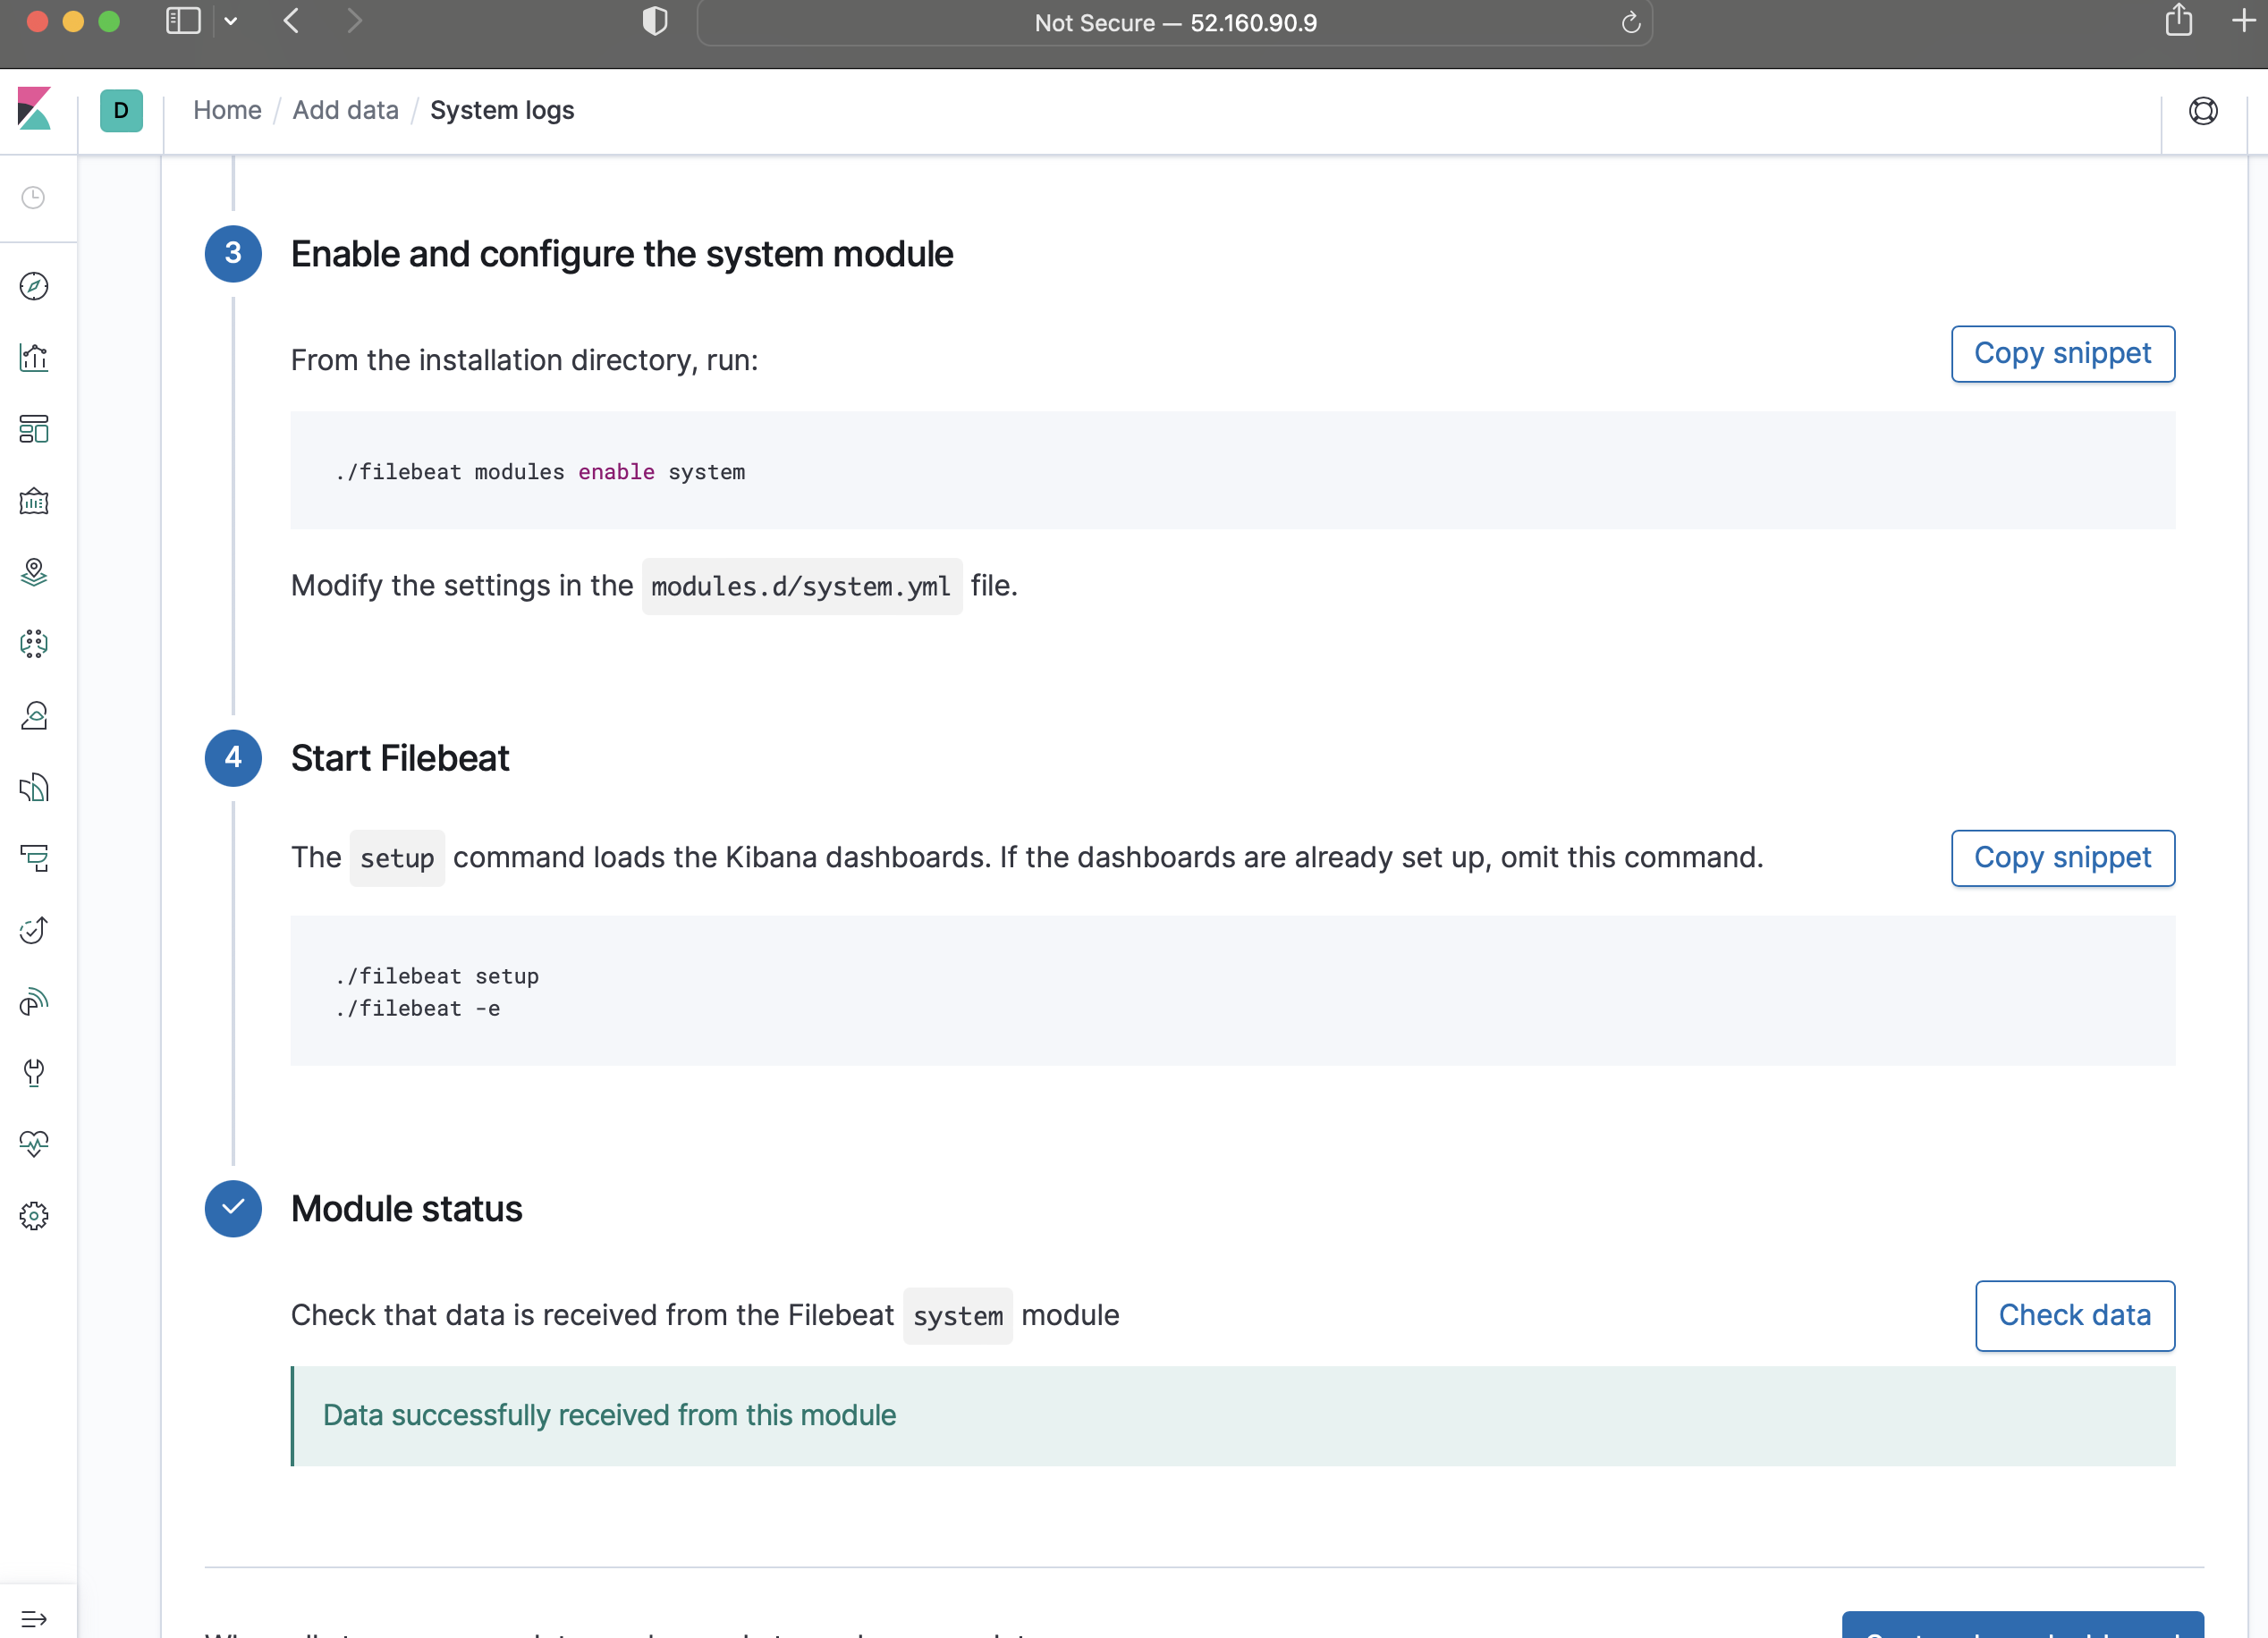 Not Secure — 52.160.90.9
D
Home / Add data / System logs
3 Enable and configure the system module
From the installation directory, run:
Copy snippet
./filebeat modules enable system
Modify the settings in the modules.d/system.yml file.
4 Start Filebeat
The setup command loads the Kibana dashboards. If the dashboards are already set up, omit this command.
Copy snippet
./filebeat setup
./filebeat -e
Module status
Check that data is received from the Filebeat system module
Check data
Data successfully received from this module